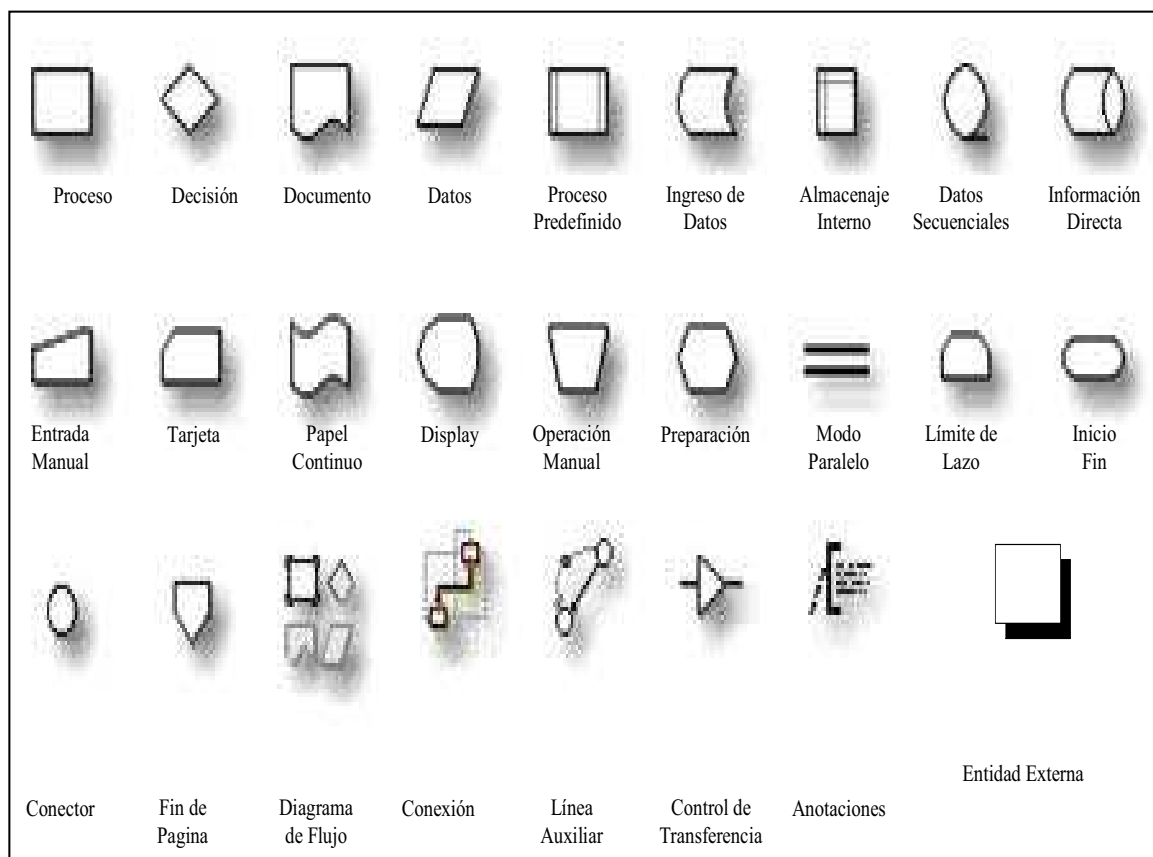 Proceso
Decisión
Documento
Datos
Proceso
Predefinido
Ingreso de
Datos
Almacenaje
Interno
Datos
Secuenciales
Información
Directa
Entrada
Manual
Tarjeta
Papel
Continuo
Display
Operación
Manual
Preparación
Modo
Paralelo
Límite de
Lazo
Inicio
Fin
Conector
Fin de
Pagina
Diagrama
de Flujo
Conexión
Línea
Auxiliar
Control de
Transferencia
Anotaciones
Entidad Externa